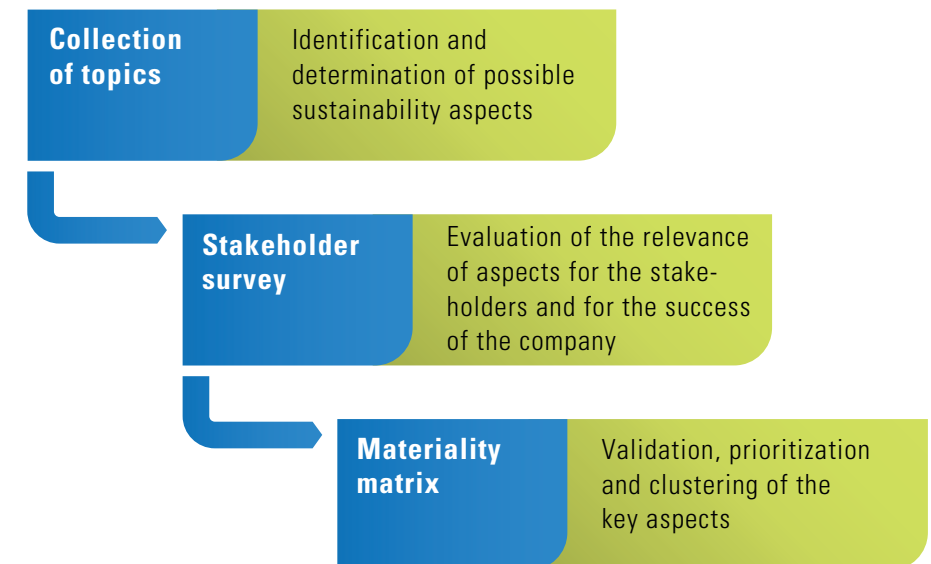 Collection
of topics
Identification and
determination of possible
sustainability aspects
Stakeholder
survey
Evaluation of the relevance
of aspects for the stake-
holders and for the success
of the company
Materiality
matrix
Validation, prioritization
and clustering of the
key aspects